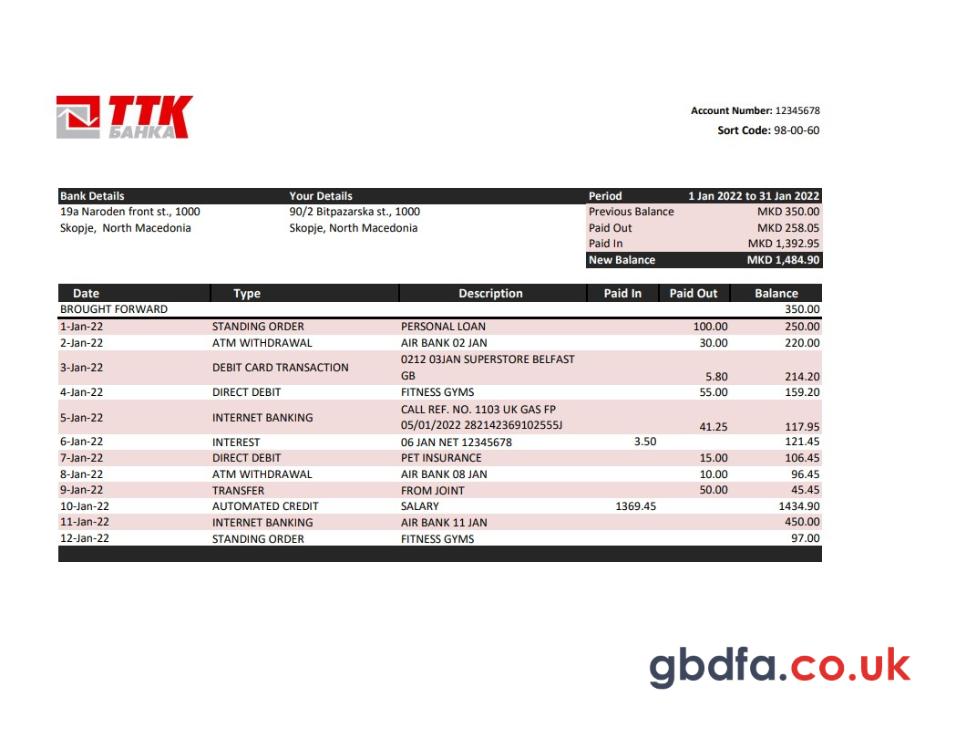 ТТК
БАНКА
Account Number: 12345678
Sort Code: 98-00-60
Bank Details Your Details Period 1 Jan 2022 to 31 Jan 2022
19a Naroden front st., 1000 90/2 Bitpazarska st., 1000 Previous Balance MKD 350.00
Skopje, North Macedonia Skopje, North Macedonia Paid Out MKD 258.05
Paid In MKD 1,392.95
New Balance MKD 1,484.90
Date Type Description Paid In Paid Out Balance
BROUGHT FORWARD 350.00
1-Jan-22 STANDING ORDER PERSONAL LOAN 100.00 250.00
2-Jan-22 ATM WITHDRAWAL AIR BANK 02 JAN 30.00 220.00
3-Jan-22 DEBIT CARD TRANSACTION 0212 03JAN SUPERSTORE BELFAST
GB 5.80 214.20
4-Jan-22 DIRECT DEBIT FITNESS GYMS 55.00 159.20
5-Jan-22 INTERNET BANKING CALL REF. NO. 1103 UK GAS FP
05/01/2022 282142369102555J 41.25 117.95
6-Jan-22 INTEREST 06 JAN NET 12345678 3.50 121.45
7-Jan-22 DIRECT DEBIT PET INSURANCE 15.00 106.45
8-Jan-22 ATM WITHDRAWAL AIR BANK 08 JAN 10.00 96.45
9-Jan-22 TRANSFER FROM JOINT 50.00 45.45
10-Jan-22 AUTOMATED CREDIT SALARY 1369.45 1434.90
11-Jan-22 INTERNET BANKING AIR BANK 11 JAN 450.00
12-Jan-22 STANDING ORDER FITNESS GYMS 97.00
gbdfa.co.uk